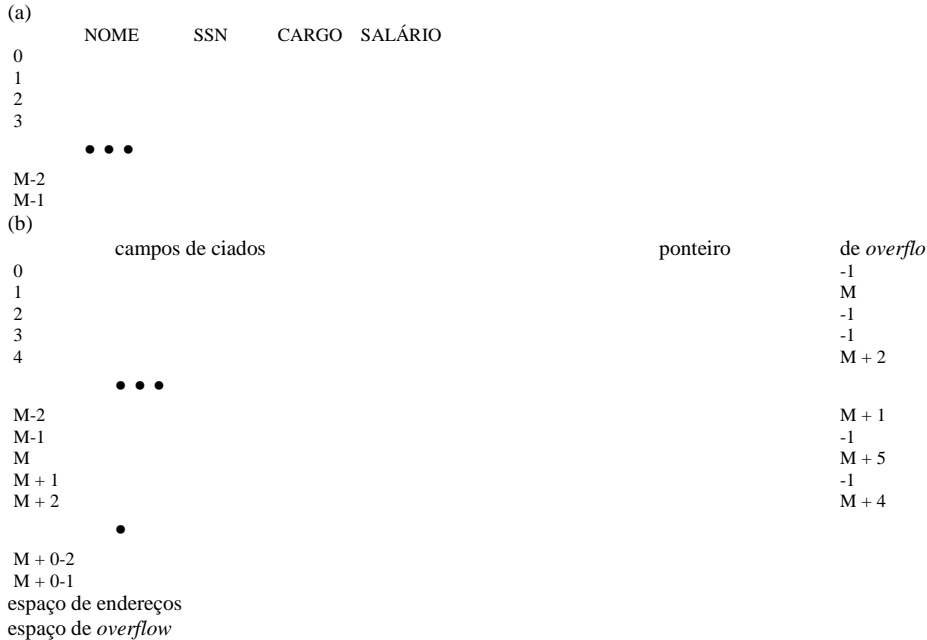 (a)
NOME SSN CARGO SALÁRIO
0
1
2
3
● ● ●
M-2
M-1
(b)
campos de ciados ponteiro de overflo
0 -1
1 M
2 -1
3 -1
4 M + 2
● ● ●
M-2 M + 1
M-1 -1
M M + 5
M + 1 -1
M + 2 M + 4
●
M + 0-2
M + 0-1
espaço de endereços
espaço de overflow